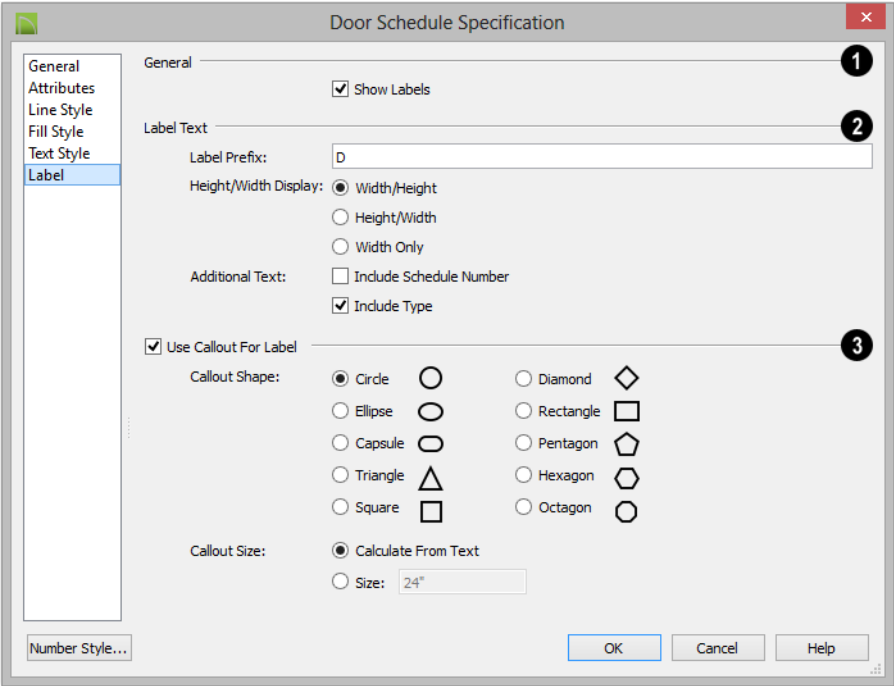 Door Schedule Specification
×
General
Attributes
Line Style
Fill Style
Text Style
Label
General
1
Show Labels
Label Text
2
Label Prefix: D
Height/Width Display: Width/Height
Height/Width
Width Only
Additional Text: Include Schedule Number
Include Type
Use Callout For Label
3
Callout Shape: Circle Diamond
Ellipse Rectangle
Capsule Pentagon
Triangle Hexagon
Square Octagon
Callout Size: Calculate From Text
Size: 24"
Number Style... OK Cancel Help